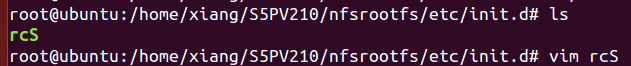 root@ubuntu:/home/xiang/S5PV210/nfsrootfs/etc/init.d# ls
rcS
root@ubuntu:/home/xiang/S5PV210/nfsrootfs/etc/init.d# vim rcS